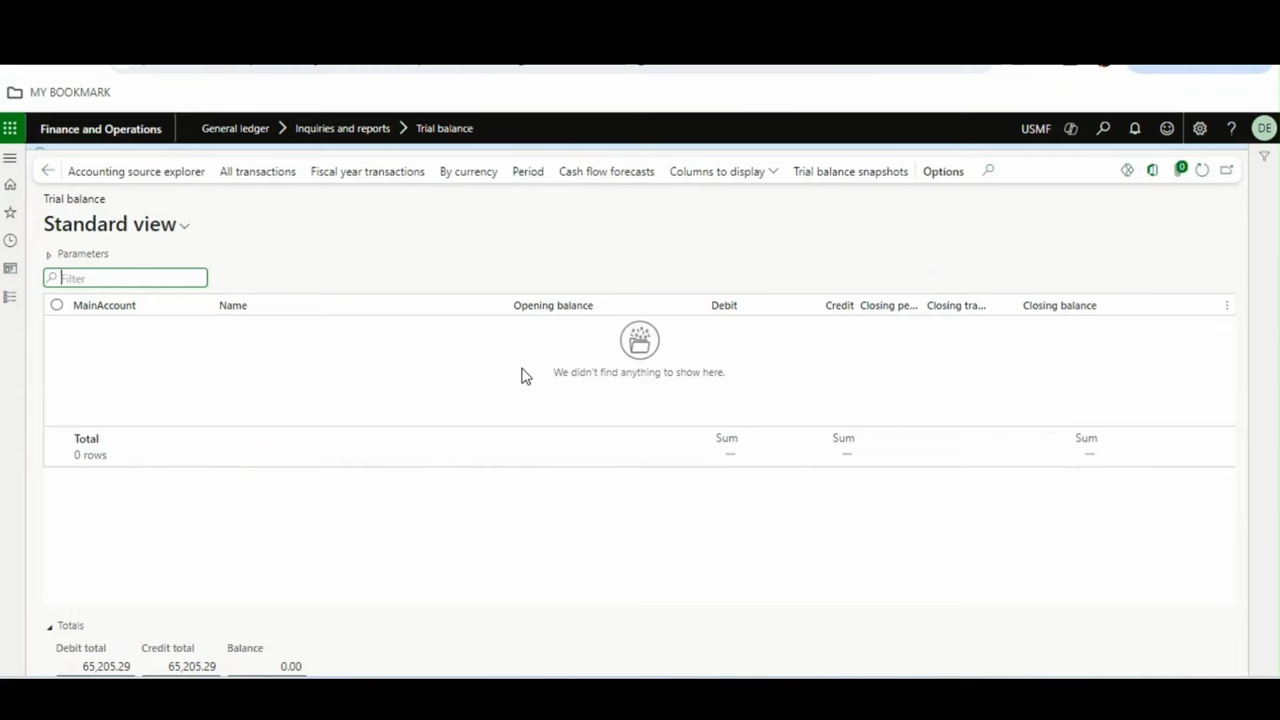 MY BOOKMARK
Finance and Operations General ledger Inquiries and reports Trial balance USMF DE
Accounting source explorer All transactions Fiscal year transactions By currency Period Cash flow forecasts Columns to display Trial balance snapshots Options 0
Trial balance
Standard view
Parameters
Filter
MainAccount Name Opening balance Debit Credit Closing pe... Closing tra... Closing balance
We didn't find anything to show here.
Total Sum Sum Sum
0 rows — — —
Totals
Debit total Credit total Balance
65,205.29 65,205.29 0.00